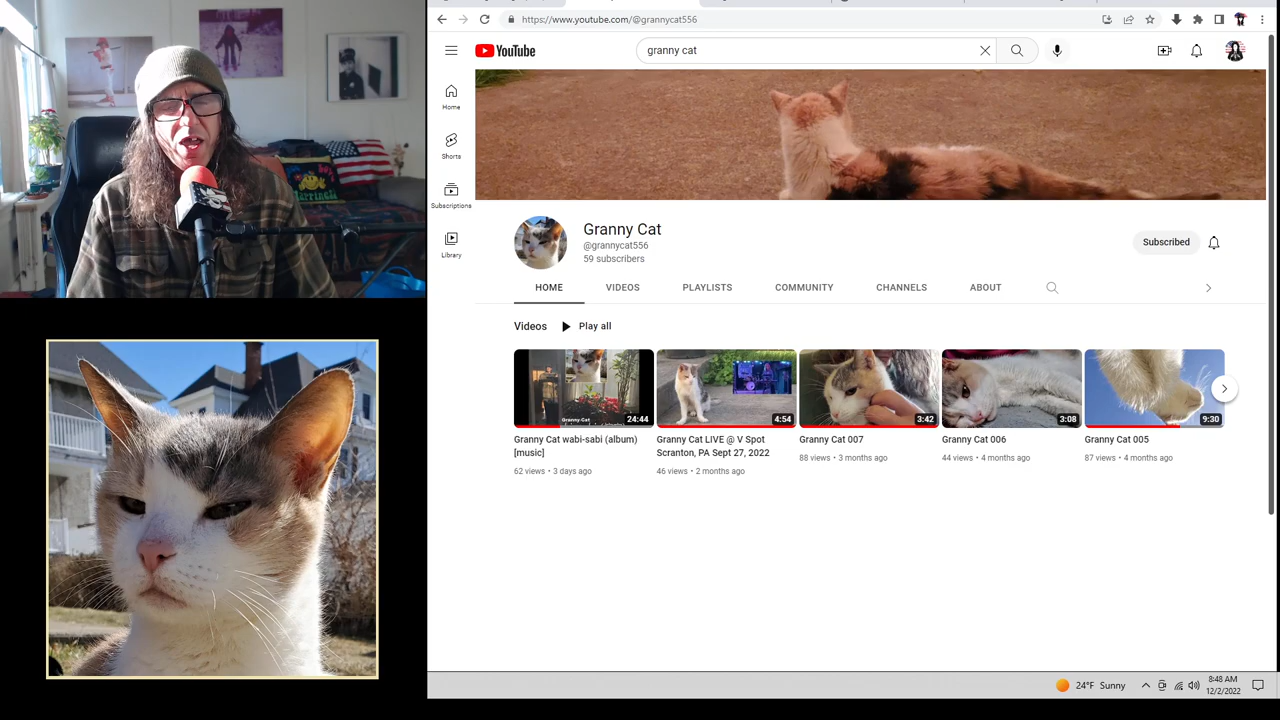 https://www.youtube.com/@grannycat556
YouTube
granny cat
Home
Shorts
Subscriptions
Library
Granny Cat
@grannycat556
59 subscribers
Subscribed
HOME VIDEOS PLAYLISTS COMMUNITY CHANNELS ABOUT
Videos Play all
24:44
4:54
3:42
3:08
9:30
Granny Cat wabi-sabi (album)
[music]
62 views • 3 days ago
Granny Cat LIVE @ V Spot
Scranton, PA Sept 27, 2022
46 views • 2 months ago
Granny Cat 007
88 views • 3 months ago
Granny Cat 006
44 views • 4 months ago
Granny Cat 005
87 views • 4 months ago
24°F Sunny
8:48 AM
12/2/2022